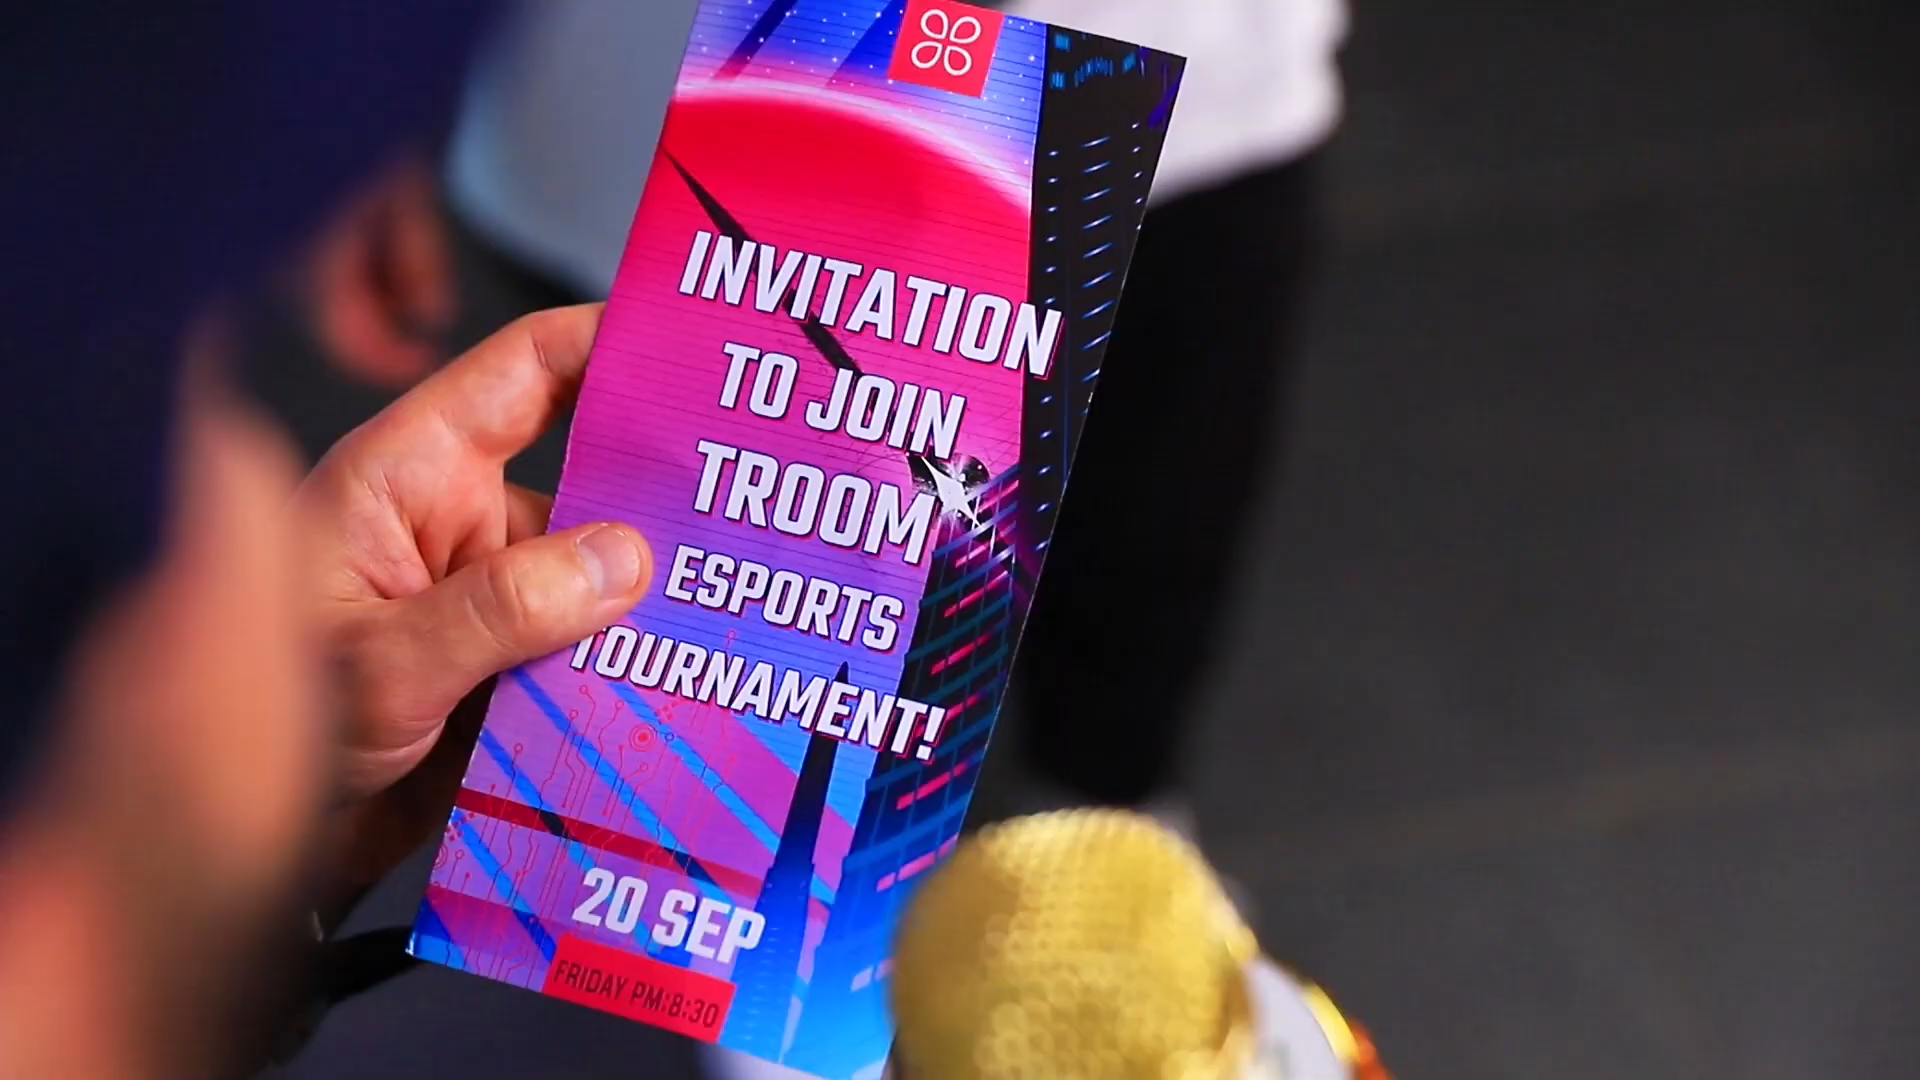 INVITATION
TO JOIN
TROOM
ESPORTS
TOURNAMENT!
20 SEP
FRIDAY PM:8:30